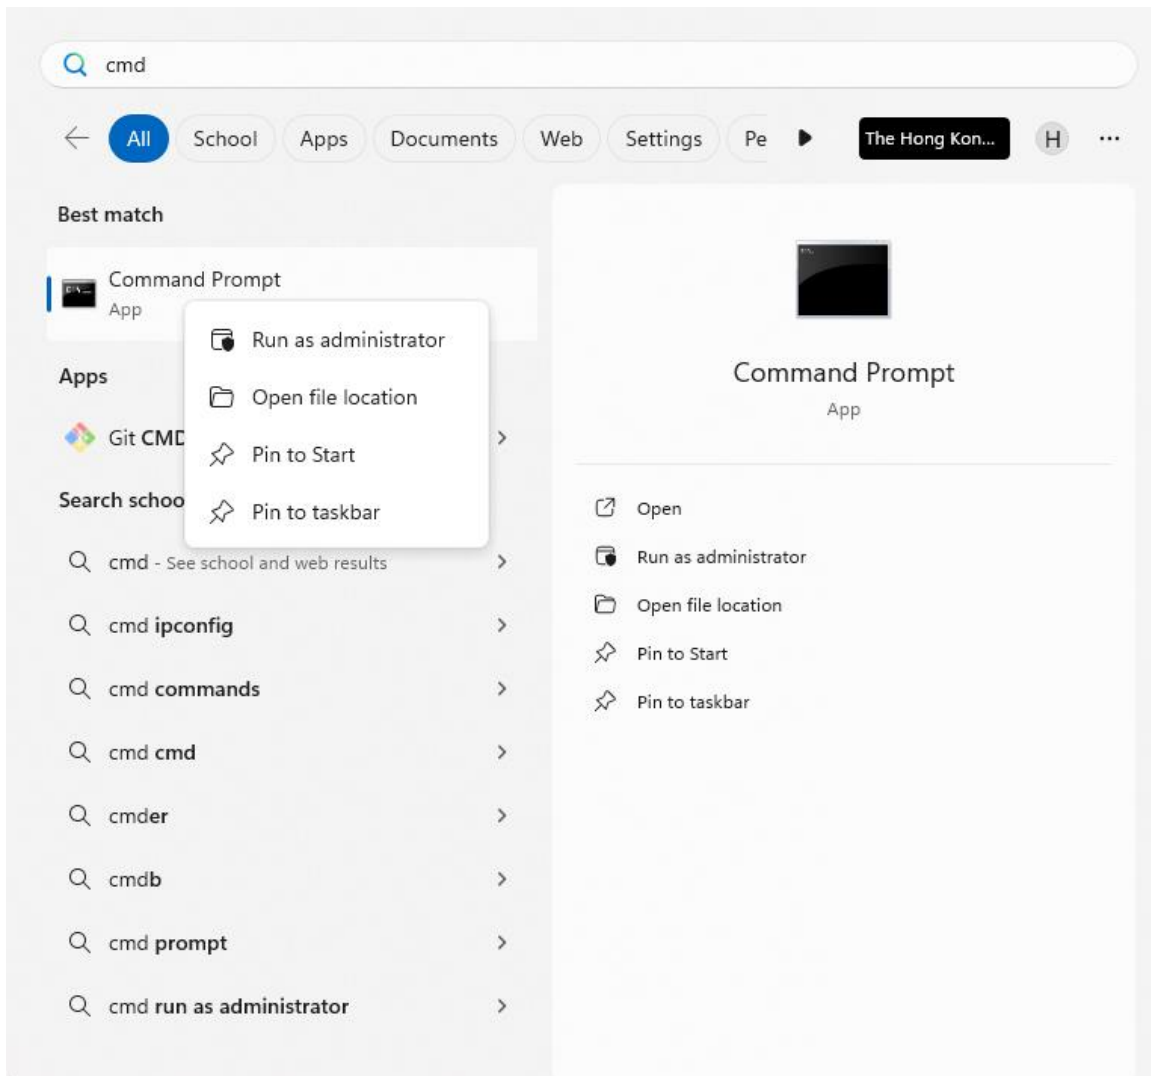 cmd
All School Apps Documents Web Settings Pe The Hong Kon... H ...
Best match
Command Prompt
App
Run as administrator
Open file location
Pin to Start
Pin to taskbar
Apps
Git CMD
Search schoo
cmd - See school and web results
cmd ipconfig
cmd commands
cmd cmd
cmder
cmdb
cmd prompt
cmd run as administrator
Command Prompt
App
Open
Run as administrator
Open file location
Pin to Start
Pin to taskbar